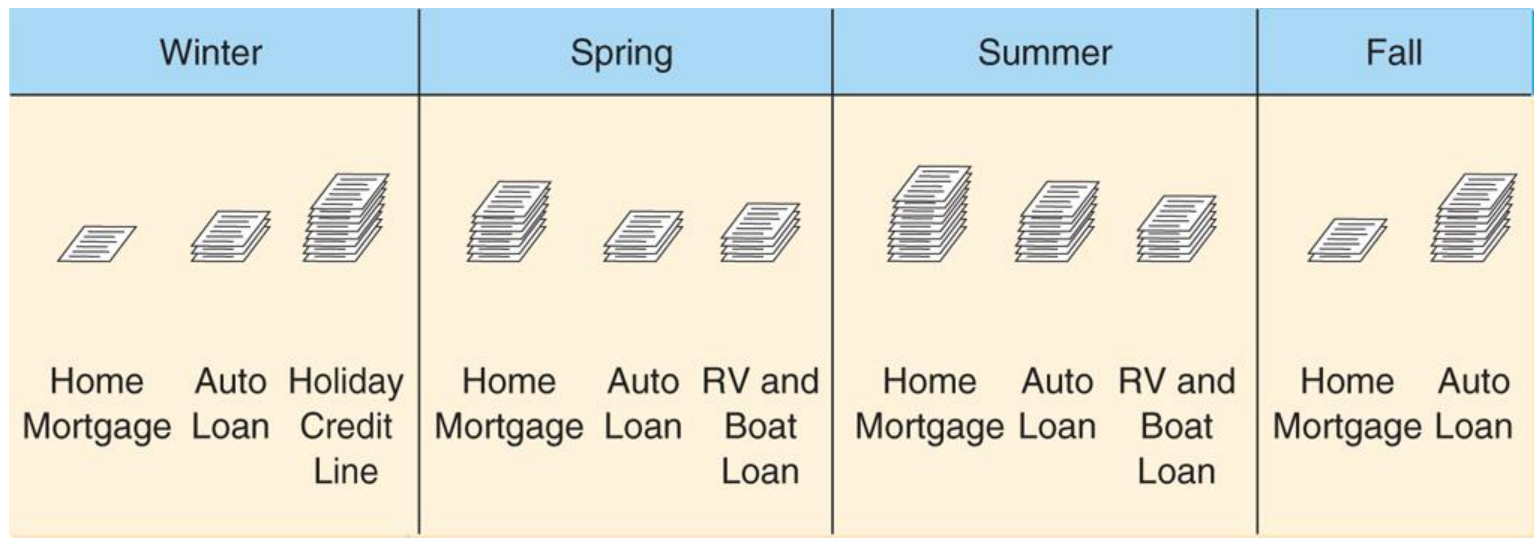 Winter
Spring
Summer
Fall
Home
Mortgage
Auto
Loan
Holiday
Credit
Line
Home
Mortgage
Auto
Loan
RV and
Boat
Loan
Home
Mortgage
Auto
Loan
RV and
Boat
Loan
Home
Mortgage
Auto
Loan